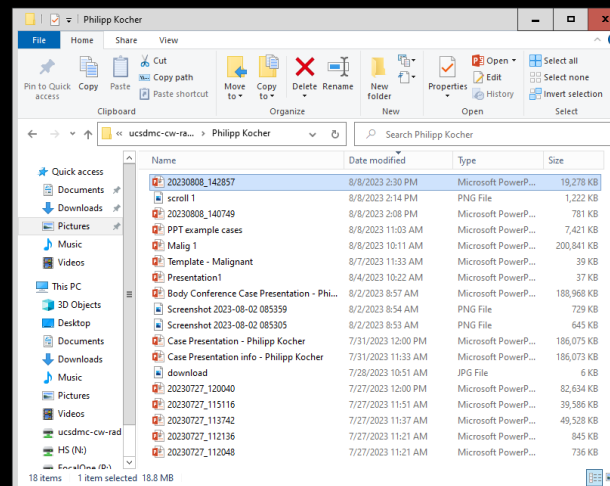 Philipp Kocher
File Home Share View
Pin to Quick access
Copy
Paste
Cut
Copy path
Paste shortcut
Clipboard
Move to
Copy to
Delete
Rename
Organize
New folder
New
Properties
Open
Edit
History
Open
Select all
Select none
Invert selection
Select
« ucsdmc-cw-ra... > Philipp Kocher
Search Philipp Kocher
Quick access
Documents
Downloads
Pictures
Music
Videos
This PC
3D Objects
Desktop
Documents
Downloads
Music
Pictures
Videos
ucsdmc-cw-rad
HS (N:)
FocalOne (P:)
Name Date modified Type Size
20230808_142857 8/8/2023 2:30 PM Microsoft PowerP... 19,278 KB
scroll 1 8/8/2023 2:14 PM PNG File 1,222 KB
20230808_140749 8/8/2023 2:08 PM Microsoft PowerP... 781 KB
PPT example cases 8/8/2023 11:03 AM Microsoft PowerP... 7,421 KB
Malig 1 8/8/2023 10:11 AM Microsoft PowerP... 200,841 KB
Template - Malignant 8/7/2023 11:33 AM Microsoft PowerP... 39 KB
Presentation1 8/4/2023 10:22 AM Microsoft PowerP... 37 KB
Body Conference Case Presentation - Phi... 8/2/2023 8:57 AM Microsoft PowerP... 188,968 KB
Screenshot 2023-08-02 085359 8/2/2023 8:54 AM PNG File 729 KB
Screenshot 2023-08-02 085305 8/2/2023 8:53 AM PNG File 645 KB
Case Presentation - Philipp Kocher 7/31/2023 12:00 PM Microsoft PowerP... 186,075 KB
Case Presentation info - Philipp Kocher 7/31/2023 11:33 AM Microsoft PowerP... 186,073 KB
download 7/28/2023 10:51 AM JPG File 6 KB
20230727_120040 7/27/2023 12:00 PM Microsoft PowerP... 82,634 KB
20230727_115116 7/27/2023 11:51 AM Microsoft PowerP... 39,586 KB
20230727_113742 7/27/2023 11:37 AM Microsoft PowerP... 49,528 KB
20230727_112136 7/27/2023 11:21 AM Microsoft PowerP... 845 KB
20230727_112048 7/27/2023 11:21 AM Microsoft PowerP... 736 KB
18 items 1 item selected 18.8 MB